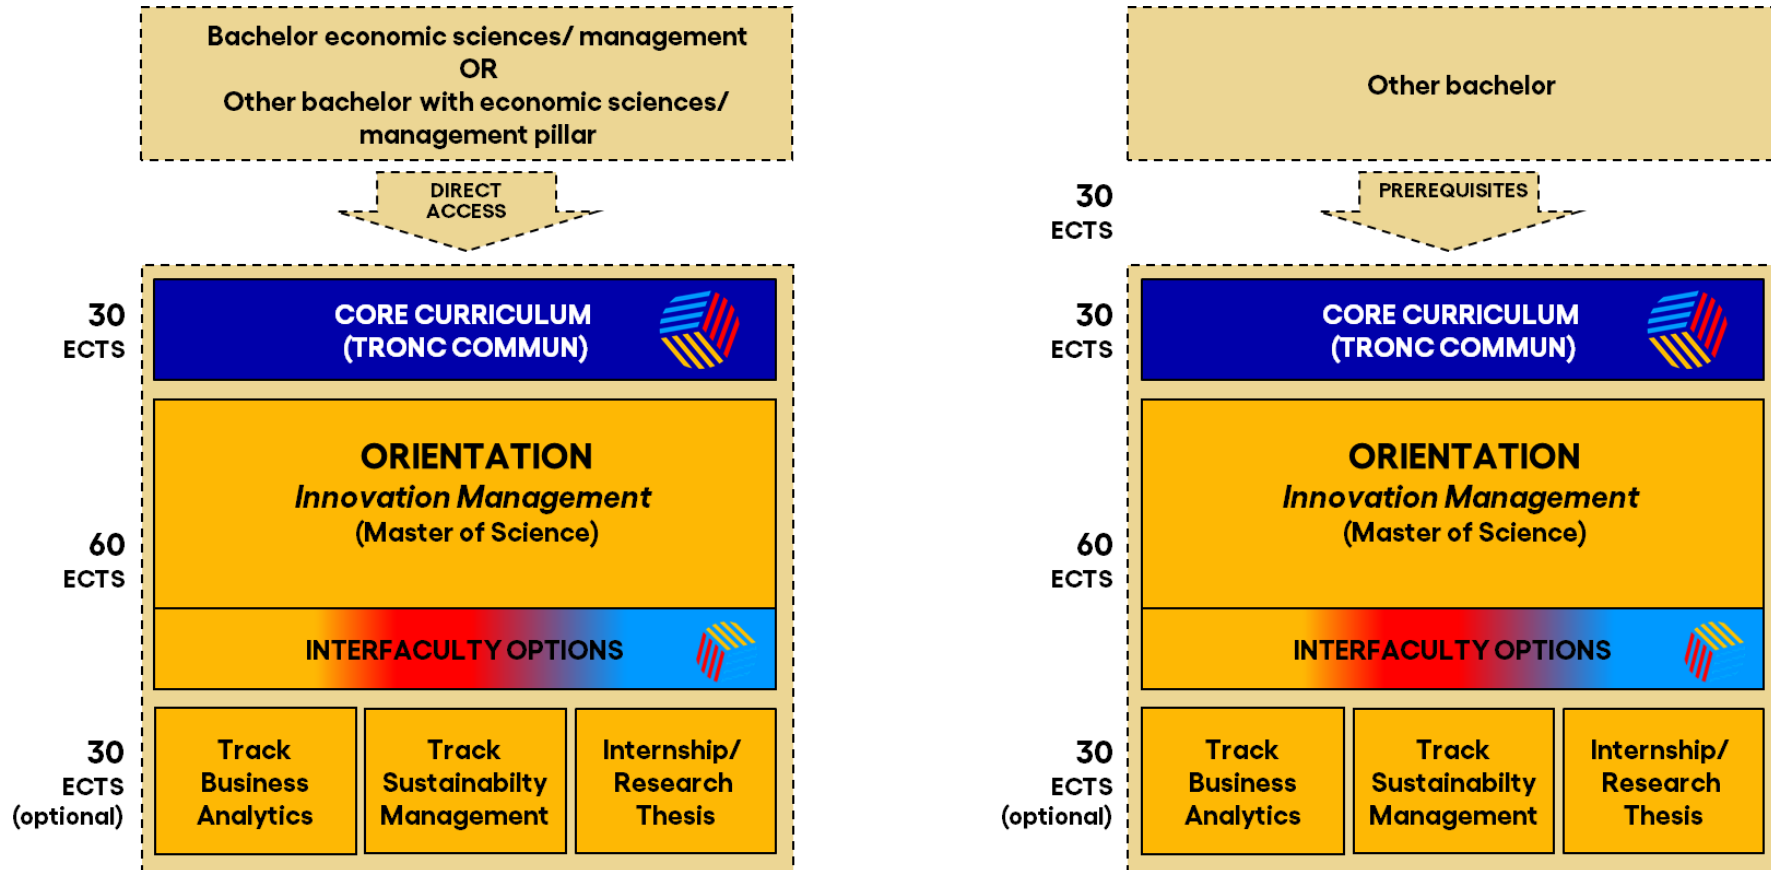 Bachelor economic sciences/ management
OR
Other bachelor with economic sciences/
management pillar
DIRECT
ACCESS
30
ECTS
CORE CURRICULUM
(TRONC COMMUN)
60
ECTS
ORIENTATION
Innovation Management
(Master of Science)
INTERFACULTY OPTIONS
30
ECTS
(optional)
Track
Business
Analytics
Track
Sustainabilty
Management
Internship/
Research
Thesis
Other bachelor
30
ECTS
PREREQUISITES
30
ECTS
CORE CURRICULUM
(TRONC COMMUN)
60
ECTS
ORIENTATION
Innovation Management
(Master of Science)
INTERFACULTY OPTIONS
30
ECTS
(optional)
Track
Business
Analytics
Track
Sustainabilty
Management
Internship/
Research
Thesis